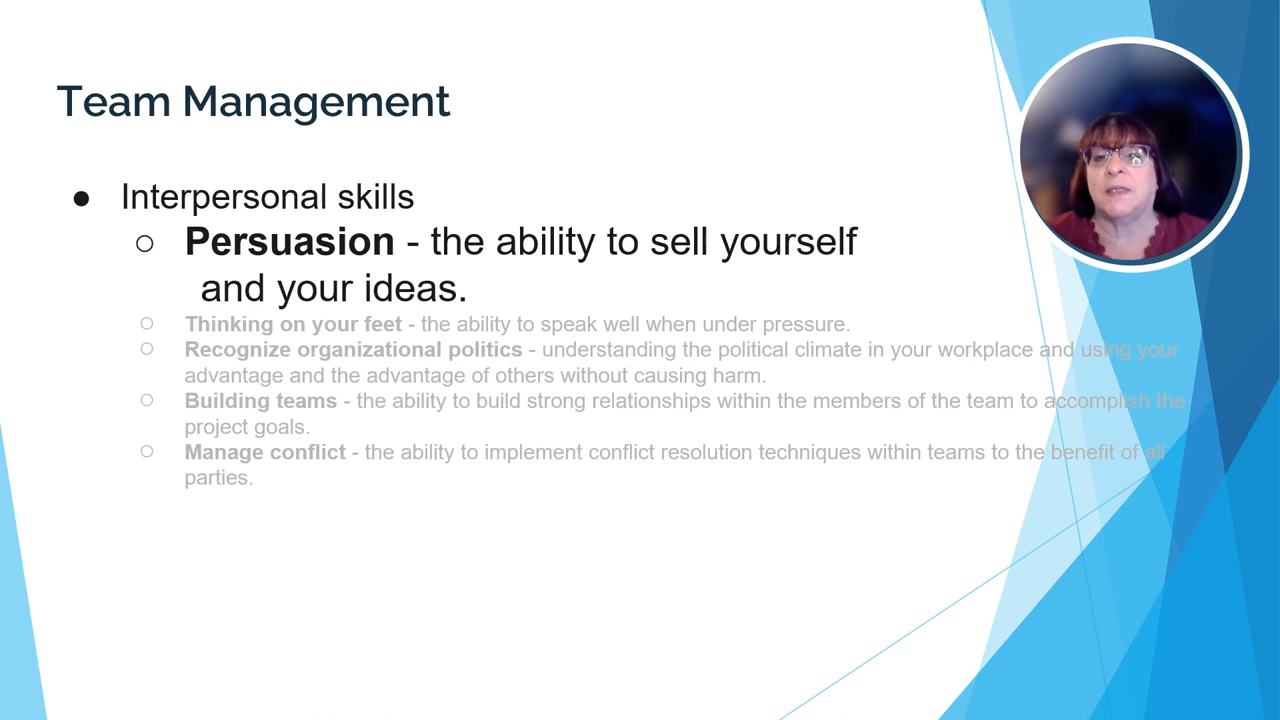 Team Management
● Interpersonal skills
○ Persuasion - the ability to sell yourself
and your ideas.
○ Thinking on your feet - the ability to speak well when under pressure.
○ Recognize organizational politics - understanding the political climate in your workplace and using your
advantage and the advantage of others without causing harm.
○ Building teams - the ability to build strong relationships within the members of the team to accomplish the
project goals.
○ Manage conflict - the ability to implement conflict resolution techniques within teams to the benefit of all
parties.